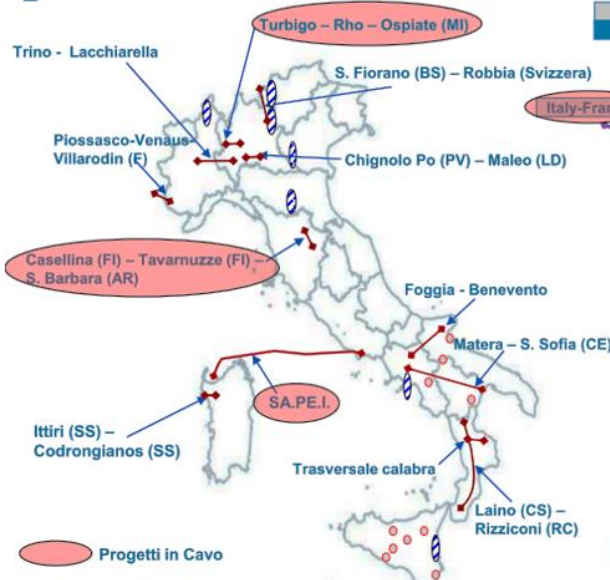 Turbigo – Rho – Ospiate (MI)
Trino - Lacchiarella
S. Fiorano (BS) – Robbia (Svizzera)
Piossasco-Venaus-
Villarodin (F)
Chignolo Po (PV) – Maleo (LD)
Casellina (FI) – Tavarnuzze (FI) –
S. Barbara (AR)
Foggia - Benevento
Matera – S. Sofia (CE)
SA.PE.I.
Ittiri (SS) –
Codrongianos (SS)
Trasversale calabra
Laino (CS) –
Rizziconi (RC)
Progetti in Cavo